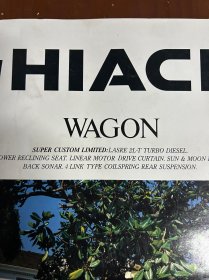 HIAC
WAGON
SUPER CUSTOM LIMITED:LASRE 2L-T TURBO DIESEL.
OWER RECLINING SEAT. LINEAR MOTOR DRIVE CURTAIN. SUN & MOON
BACK SONAR. 4 LINK TYPE COILSPRING REAR SUSPENSION.